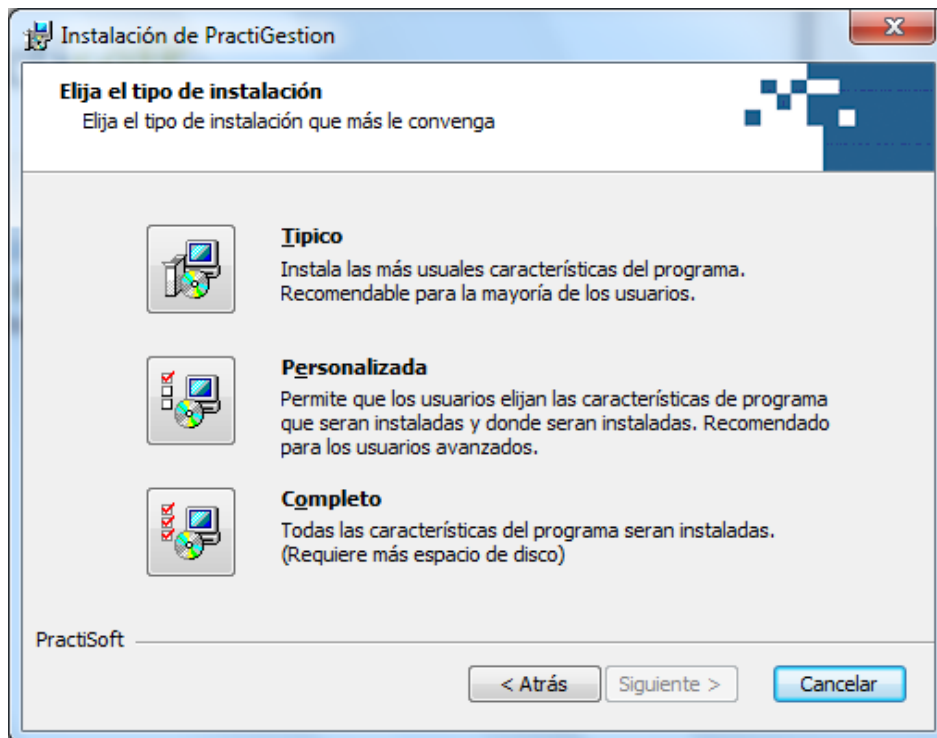 Instalación de PractiGestion
Elija el tipo de instalación
Elija el tipo de instalación que más le convenga
Tipico
Instala las más usuales característicás del programa.
Recomendable para la mayoría de los usuarios.
Personalizada
Permite que los usuarios elijan las características de programa
que seran instaladas y donde seran instaladas. Recomendado
para los usuarios avanzados.
Completo
Todas las características del programa seran instaladas.
(Requiere más espacio de disco)
PractiSoft
< Atrás
Siguiente >
Cancelar